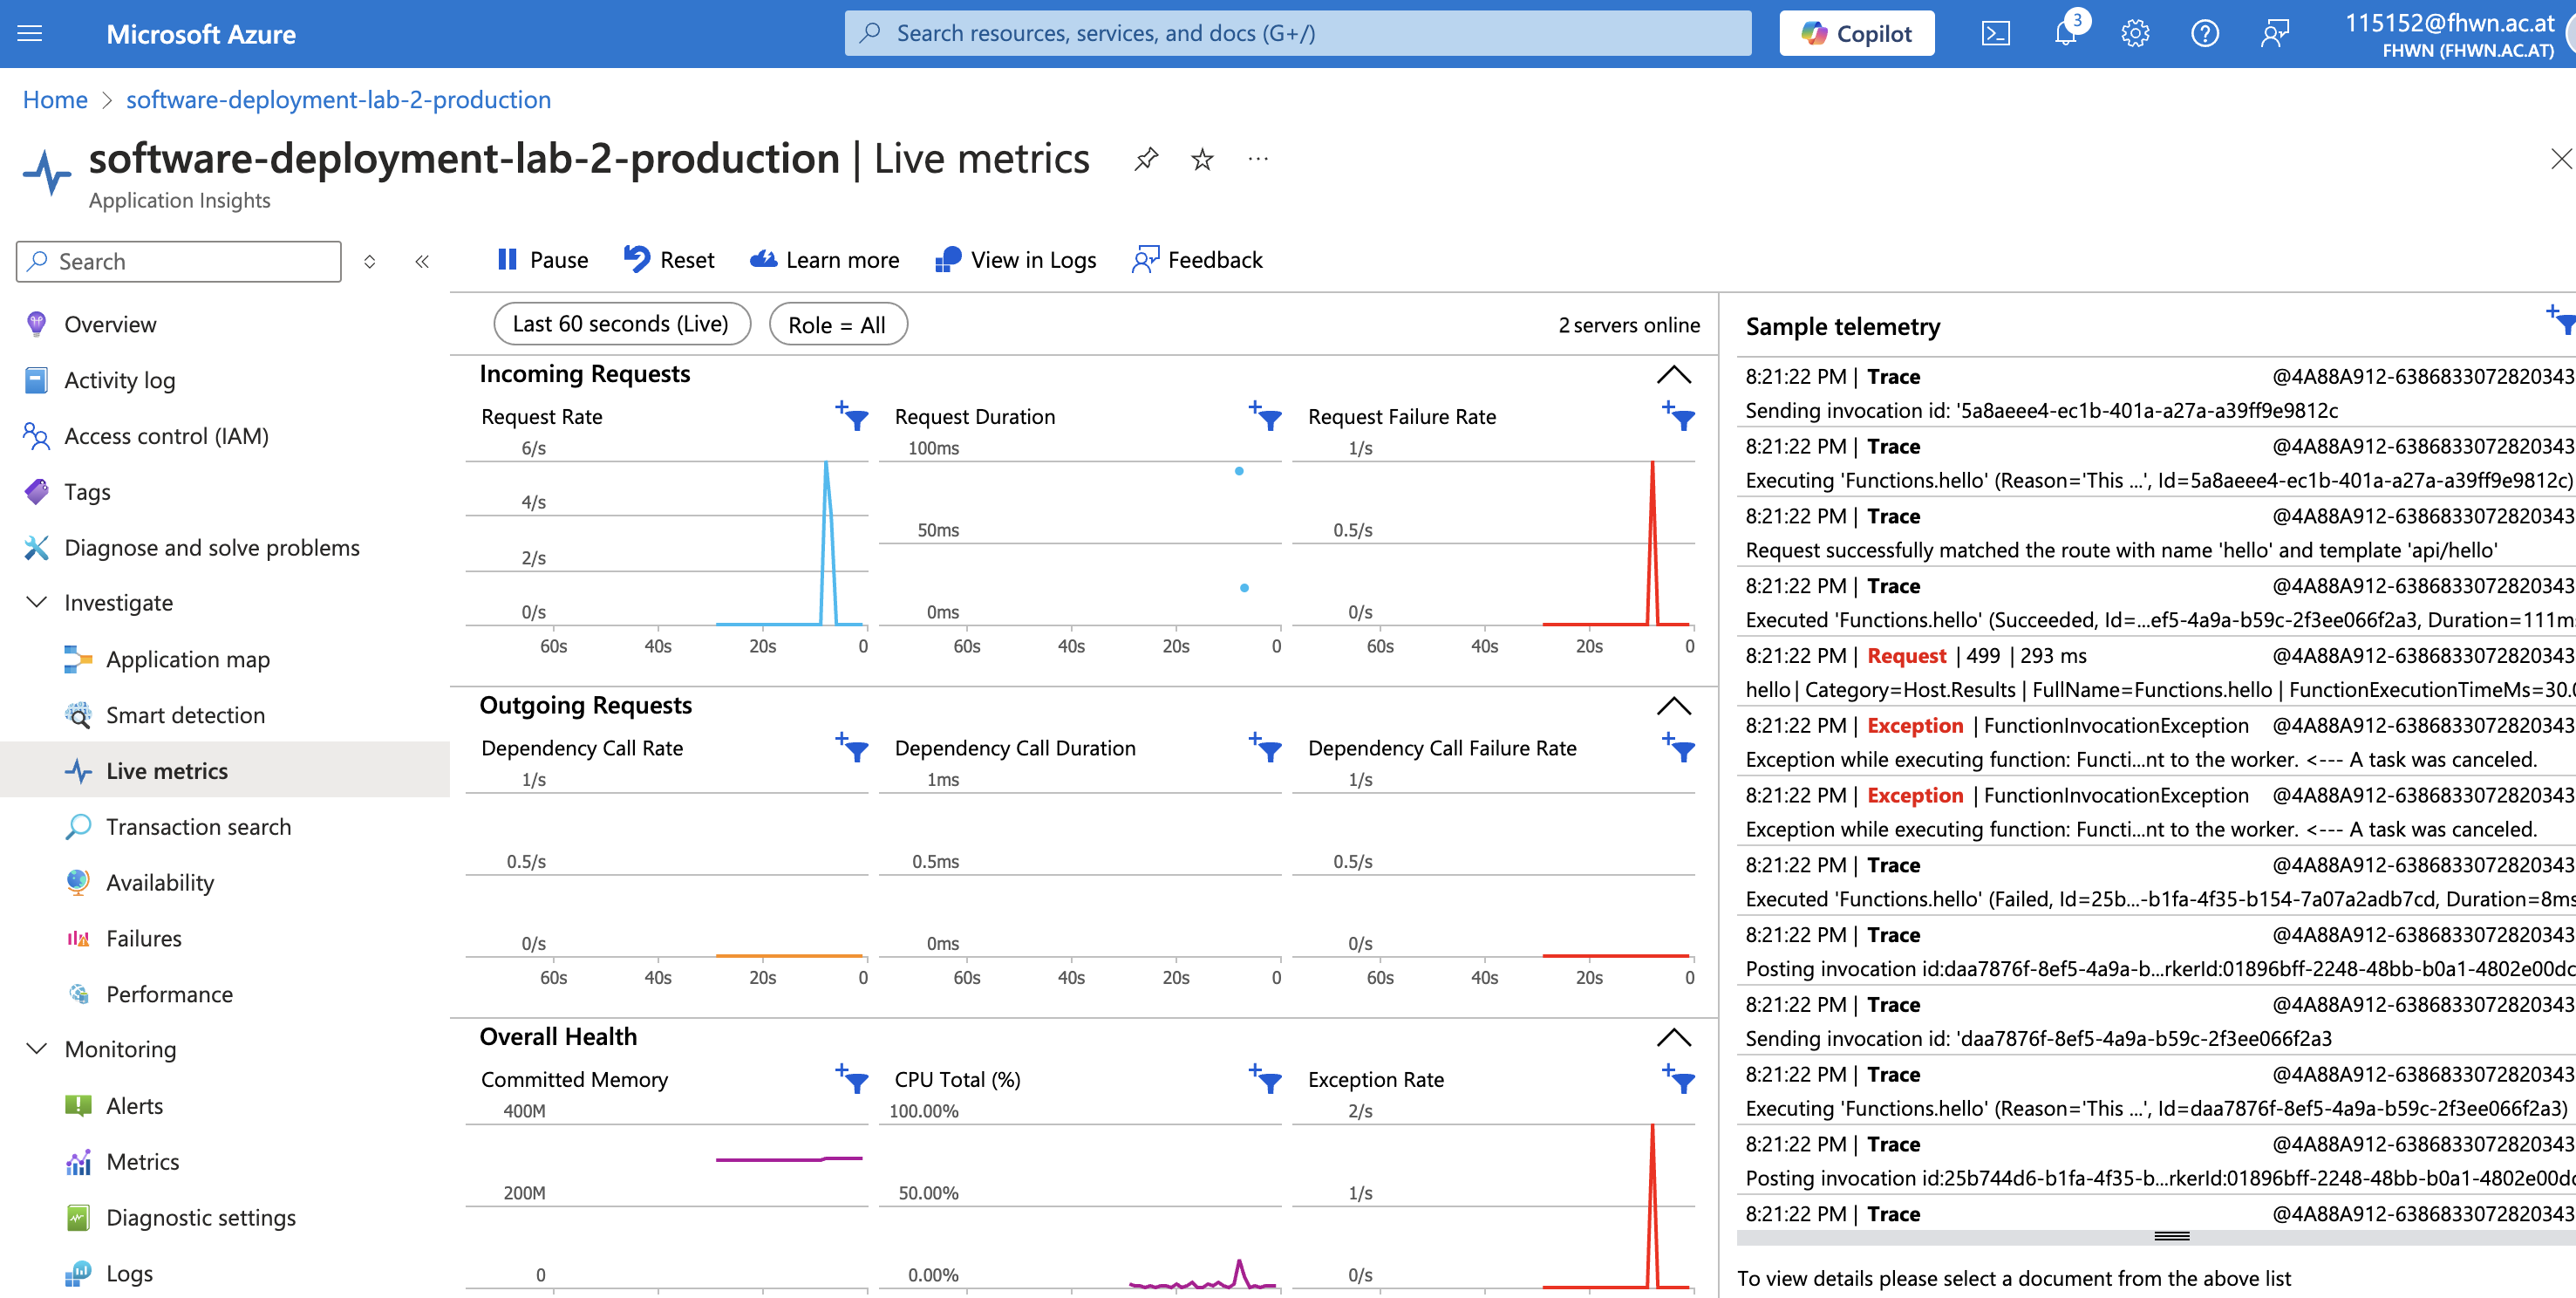 Microsoft Azure
Search resources, services, and docs (G+/)
Copilot
3
115152@fhwn.ac.at
FHWN (FHWN.AC.AT)
Home > software-deployment-lab-2-production
software-deployment-lab-2-production | Live metrics
Application Insights
Search
Overview
Activity log
Access control (IAM)
Tags
Diagnose and solve problems
Investigate
Application map
Smart detection
Live metrics
Transaction search
Availability
Failures
Performance
Monitoring
Alerts
Metrics
Diagnostic settings
Logs
Pause Reset Learn more View in Logs Feedback
Last 60 seconds (Live) Role = All 2 servers online
Incoming Requests
Request Rate
6/s
4/s
2/s
0/s
60s 40s 20s 0
Request Duration
100ms
50ms
0ms
60s 40s 20s 0
Request Failure Rate
1/s
0.5/s
0/s
60s 40s 20s 0
Outgoing Requests
Dependency Call Rate
1/s
0.5/s
0/s
60s 40s 20s 0
Dependency Call Duration
1ms
0.5ms
0ms
60s 40s 20s 0
Dependency Call Failure Rate
1/s
0.5/s
0/s
60s 40s 20s 0
Overall Health
Committed Memory
400M
200M
0
CPU Total (%)
100.00%
50.00%
0.00%
Exception Rate
2/s
1/s
0/s
Sample telemetry
8:21:22 PM | Trace @4A88A912-6386833072820343
Sending invocation id: '5a8aeee4-ec1b-401a-a27a-a39ff9e9812c
8:21:22 PM | Trace @4A88A912-6386833072820343
Executing 'Functions.hello' (Reason='This ...', Id=5a8aeee4-ec1b-401a-a27a-a39ff9e9812c)
8:21:22 PM | Trace @4A88A912-6386833072820343
Request successfully matched the route with name 'hello' and template 'api/hello'
8:21:22 PM | Trace @4A88A912-6386833072820343
Executed 'Functions.hello' (Succeeded, Id=...ef5-4a9a-b59c-2f3ee066f2a3, Duration=111ms
8:21:22 PM | Request | 499 | 293 ms @4A88A912-6386833072820343
hello | Category=Host.Results | FullName=Functions.hello | FunctionExecutionTimeMs=30.0
8:21:22 PM | Exception | FunctionInvocationException @4A88A912-6386833072820343
Exception while executing function: Functi...nt to the worker. <--- A task was canceled.
8:21:22 PM | Exception | FunctionInvocationException @4A88A912-6386833072820343
Exception while executing function: Functi...nt to the worker. <--- A task was canceled.
8:21:22 PM | Trace @4A88A912-6386833072820343
Executed 'Functions.hello' (Failed, Id=25b...-b1fa-4f35-b154-7a07a2adb7cd, Duration=8ms
8:21:22 PM | Trace @4A88A912-6386833072820343
Posting invocation id:daa7876f-8ef5-4a9a-b...rkerId:01896bff-2248-48bb-b0a1-4802e00dc
8:21:22 PM | Trace @4A88A912-6386833072820343
Sending invocation id: 'daa7876f-8ef5-4a9a-b59c-2f3ee066f2a3
8:21:22 PM | Trace @4A88A912-6386833072820343
Executing 'Functions.hello' (Reason='This ...', Id=daa7876f-8ef5-4a9a-b59c-2f3ee066f2a3)
8:21:22 PM | Trace @4A88A912-6386833072820343
Posting invocation id:25b744d6-b1fa-4f35-b...rkerId:01896bff-2248-48bb-b0a1-4802e00dc
8:21:22 PM | Trace @4A88A912-6386833072820343
To view details please select a document from the above list